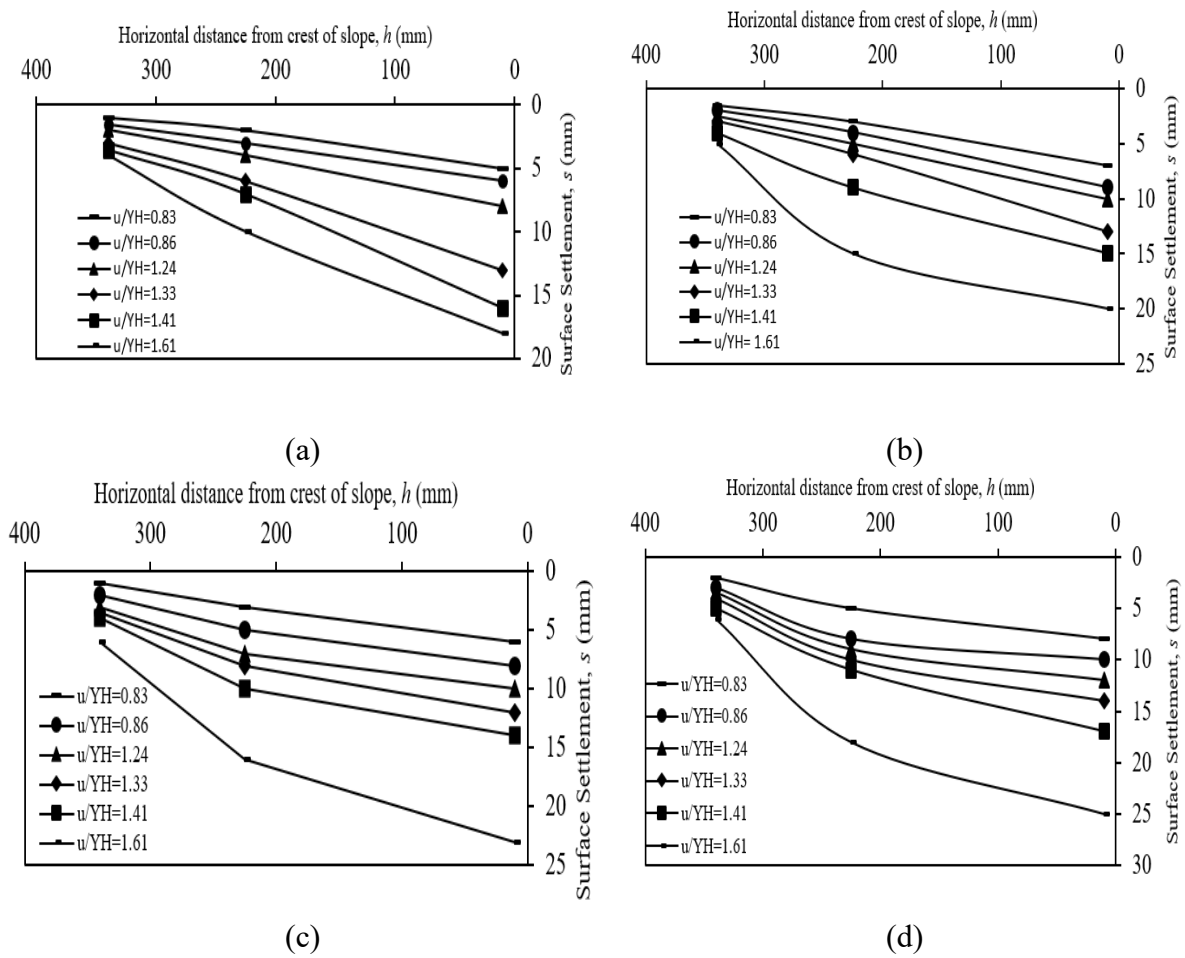 Horizontal distance from crest of slope, h (mm)
400 300 200 100 0
0
5
10
15
20
Surface Settlement, s (mm)
u/YH=0.83
u/YH=0.86
u/YH=1.24
u/YH=1.33
u/YH=1.41
u/YH=1.61
(a)
Horizontal distance from crest of slope, h (mm)
400 300 200 100 0
0
5
10
15
20
25
Surface Settlement, s (mm)
u/YH=0.83
u/YH=0.86
u/YH=1.24
u/YH=1.33
u/YH=1.41
u/YH= 1.61
(b)
Horizontal distance from crest of slope, h (mm)
400 300 200 100 0
0
5
10
15
20
25
Surface Settlement, s (mm)
u/YH=0.83
u/YH=0.86
u/YH=1.24
u/YH=1.33
u/YH=1.41
u/YH=1.61
(c)
Horizontal distance from crest of slope, h (mm)
400 300 200 100 0
0
5
10
15
20
25
30
Surface Settlement, s (mm)
u/YH=0.83
u/YH=0.86
u/YH=1.24
u/YH=1.33
u/YH=1.41
u/YH=1.61
(d)